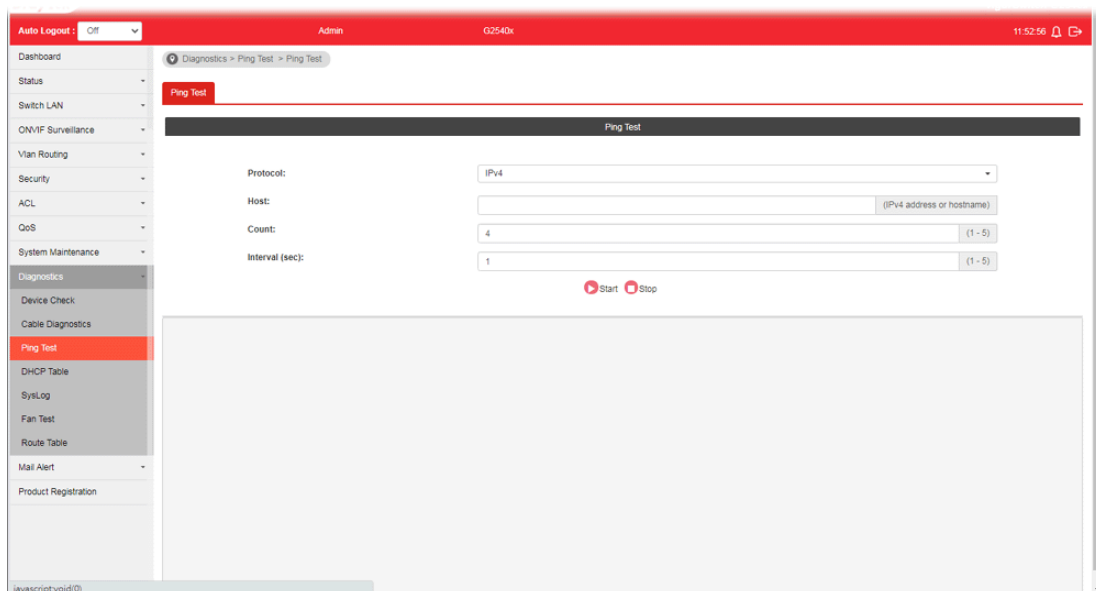 Auto Logout : Off
Admin
G2540x
11:52:56
Dashboard
Status
Switch LAN
ONVIF Surveillance
Vlan Routing
Security
ACL
QoS
System Maintenance
Diagnostics
Device Check
Cable Diagnostics
Ping Test
DHCP Table
SysLog
Fan Test
Route Table
Mail Alert
Product Registration
Diagnostics > Ping Test > Ping Test
Ping Test
Ping Test
Protocol: IPv4
Host: (IPv4 address or hostname)
Count: 4 (1 - 5)
Interval (sec): 1 (1 - 5)
Start Stop
javascript:void(0)